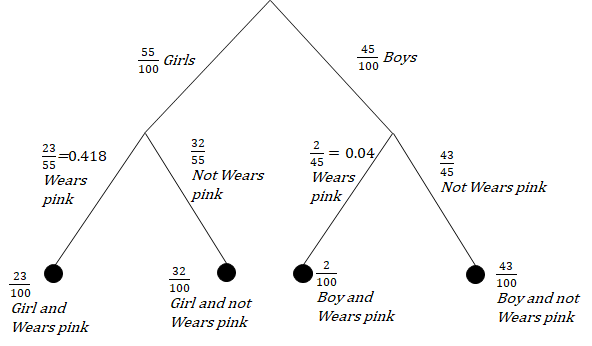 55/100 Girls
45/100 Boys
23/55=0.418
Wears
pink
32/55
Not Wears
pink
2/45 = 0.04
Wears
pink
43/45
Not Wears pink
23/100
Girl and
Wears pink
32/100
Girl and not
Wears pink
2/100
Boy and
Wears pink
43/100
Boy and not
Wears pink